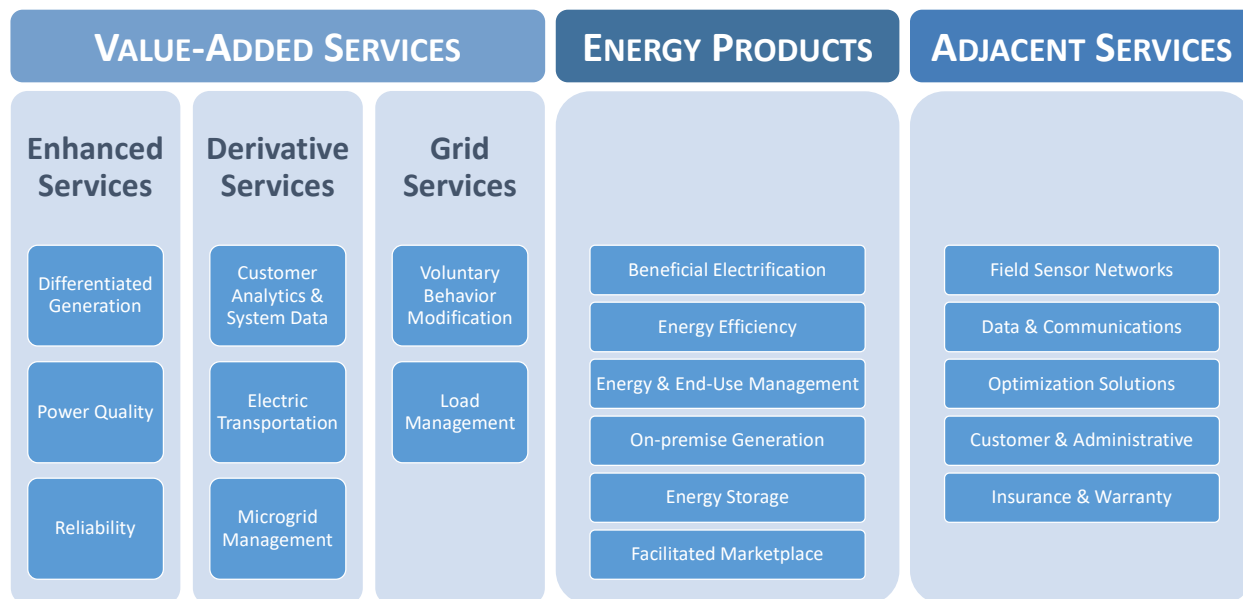 VALUE-ADDED SERVICES
ENERGY PRODUCTS
ADJACENT SERVICES
Enhanced
Services
Differentiated
Generation
Power Quality
Reliability
Derivative
Services
Customer
Analytics &
System Data
Electric
Transportation
Microgrid
Management
Grid
Services
Voluntary
Behavior
Modification
Load
Management
Beneficial Electrification
Energy Efficiency
Energy & End-Use Management
On-premise Generation
Energy Storage
Facilitated Marketplace
Field Sensor Networks
Data & Communications
Optimization Solutions
Customer & Administrative
Insurance & Warranty